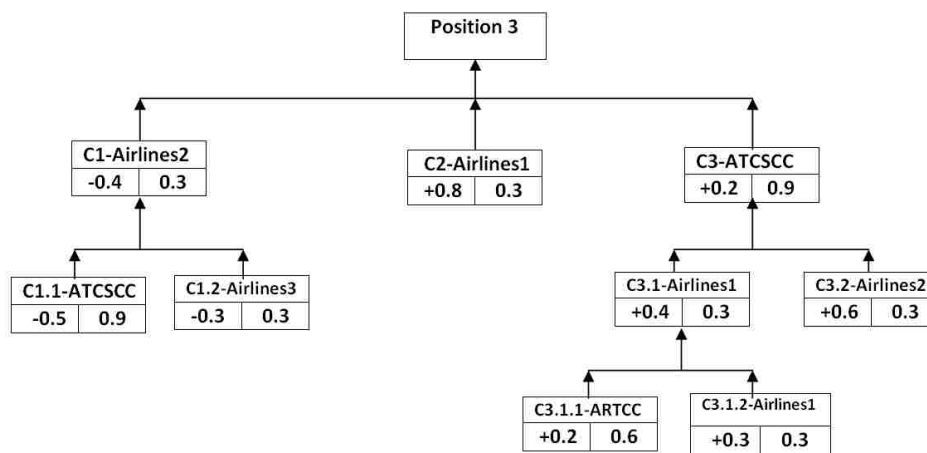 Position 3
C1-Airlines2
-0.4 0.3
C2-Airlines1
+0.8 0.3
C3-ATCSCC
+0.2 0.9
C1.1-ATCSCC
-0.5 0.9
C1.2-Airlines3
-0.3 0.3
C3.1-Airlines1
+0.4 0.3
C3.2-Airlines2
+0.6 0.3
C3.1.1-ARTCC
+0.2 0.6
C3.1.2-Airlines1
+0.3 0.3